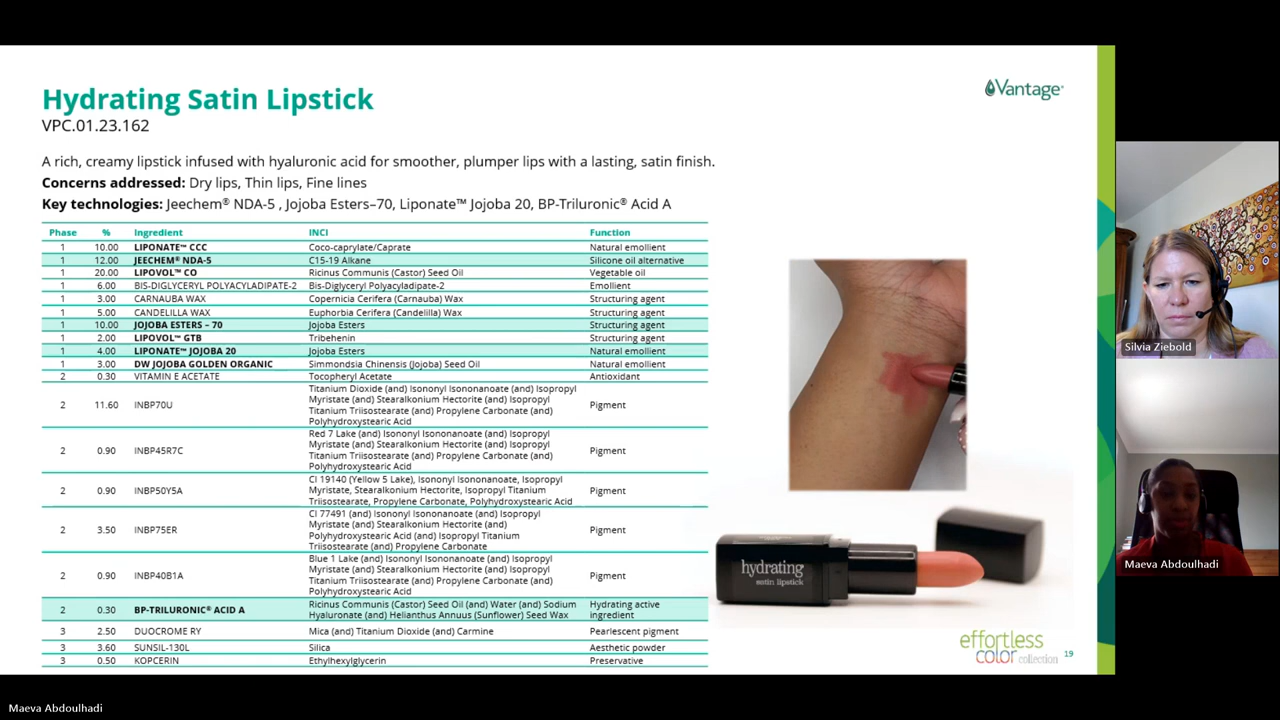 Hydrating Satin Lipstick
VPC.01.23.162
Vantage
A rich, creamy lipstick infused with hyaluronic acid for smoother, plumper lips with a lasting, satin finish.
Concerns addressed: Dry lips, Thin lips, Fine lines
Key technologies: Jeechem® NDA-5 , Jojoba Esters–70, Liponate™ Jojoba 20, BP-Triluronic® Acid A
Phase % Ingredient INCI Function
1 10.00 LIPONATE™ CCC Coco-caprylate/Caprate Natural emollient
1 12.00 JEECHEM® NDA-5 C15-19 Alkane Silicone oil alternative
1 20.00 LIPOVOL™ CO Ricinus Communis (Castor) Seed Oil Vegetable oil
1 6.00 BIS-DIGLYCERYL POLYACYLADIPATE-2 Bis-Diglyceryl Polyacyladipate-2 Emollient
1 3.00 CARNAUBA WAX Copernicia Cerifera (Carnauba) Wax Structuring agent
1 5.00 CANDELILLA WAX Euphorbia Cerifera (Candelilla) Wax Structuring agent
1 10.00 JOJOBA ESTERS – 70 Jojoba Esters Structuring agent
1 2.00 LIPOVOL™ GTB Tribehenin Structuring agent
1 4.00 LIPONATE™ JOJOBA 20 Jojoba Esters Natural emollient
1 3.00 DW JOJOBA GOLDEN ORGANIC Simmondsia Chinensis (Jojoba) Seed Oil Natural emollient
2 0.30 VITAMIN E ACETATE Tocopheryl Acetate Antioxidant
2 11.60 INBP70U Titanium Dioxide (and) Isononyl Isononanoate (and) Isopropyl
Myristate (and) Stearalkonium Hectorite (and) Isopropyl
Titanium Triisostearate (and) Propylene Carbonate (and)
Polyhydroxystearic Acid
Pigment
2 0.90 INBP45R7C Red 7 Lake (and) Isononyl Isononanoate (and) Isopropyl
Myristate (and) Stearalkonium Hectorite (and) Isopropyl
Titanium Triisostearate (and) Propylene Carbonate (and)
Polyhydroxystearic Acid
Pigment
2 0.90 INBP50Y5A CI 19140 (Yellow 5 Lake), Isononyl Isononanoate, Isopropyl
Myristate, Stearalkonium Hectorite, Isopropyl Titanium
Triisostearate, Propylene Carbonate, Polyhydroxystearic Acid
Pigment
2 3.50 INBP75ER CI 77491 (and) Isononyl Isononanoate (and) Isopropyl
Myristate (and) Stearalkonium Hectorite (and)
Polyhydroxystearic Acid (and) Isopropyl Titanium
Triisostearate (and) Propylene Carbonate
Pigment
2 0.90 INBP40B1A Blue 1 Lake (and) Isononyl Isononanoate (and) Isopropyl
Myristate (and) Stearalkonium Hectorite (and) Isopropyl
Titanium Triisostearate (and) Propylene Carbonate (and)
Polyhydroxystearic Acid
Pigment
2 0.30 BP-TRILURONIC® ACID A Ricinus Communis (Castor) Seed Oil (and) Water (and) Sodium Hydrating active
Hyaluronate (and) Helianthus Annuus (Sunflower) Seed Wax ingredient
3 2.50 DUOCROME RY Mica (and) Titanium Dioxide (and) Carmine Pearlescent pigment
3 3.60 SUNSIL-130L Silica Aesthetic powder
3 0.50 KOPCERIN Ethylhexylglycerin Preservative
hydrating
satin lipstick
effortless
color collection
19
Silvia Ziebold
Maeva Abdoulhadi
Maeva Abdoulhadi